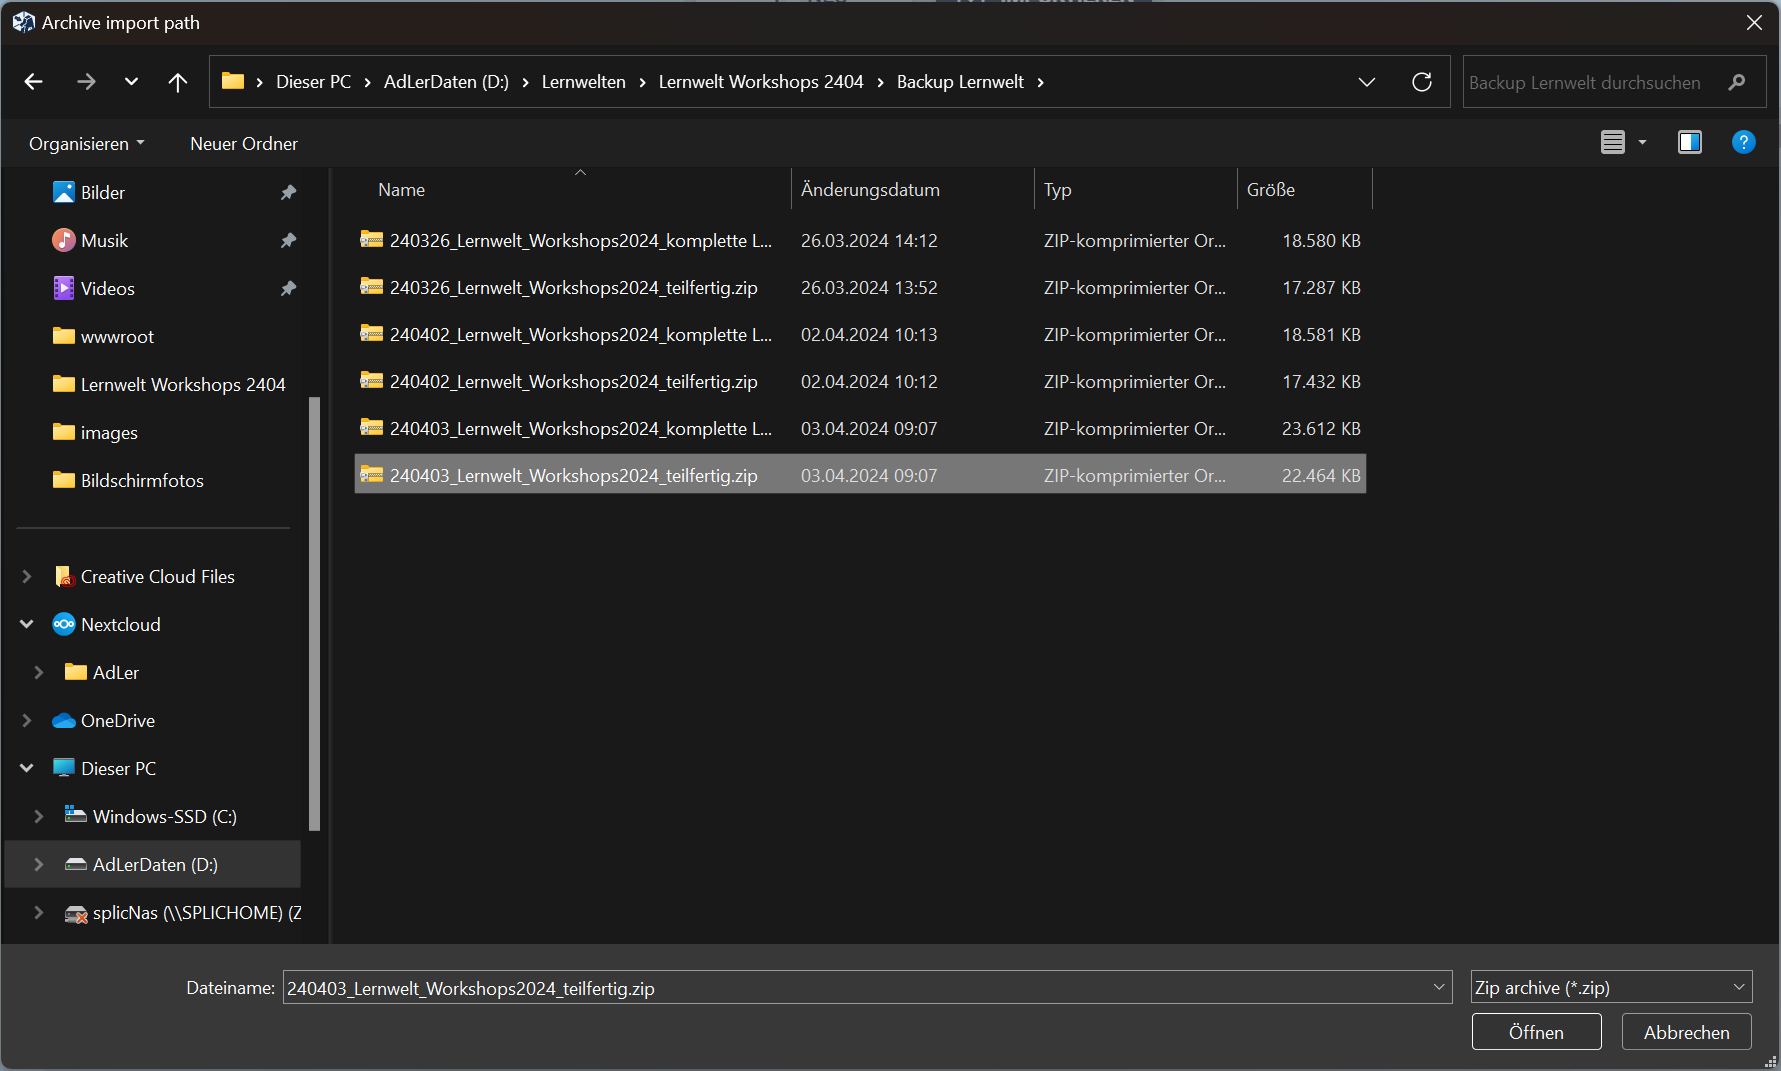 Archive import path
Dieser PC > AdLerDaten (D:) > Lernwelten > Lernwelt Workshops 2404 > Backup Lernwelt >
Backup Lernwelt durchsuchen
Organisieren
Neuer Ordner
?
Bilder
Musik
Videos
wwwroot
Lernwelt Workshops 2404
images
Bildschirmfotos
Creative Cloud Files
Nextcloud
AdLer
OneDrive
Dieser PC
Windows-SSD (C:)
AdLerDaten (D:)
splicNas (\\SPLICHOME) (Z
Name Änderungsdatum Typ Größe
240326_Lernwelt_Workshops2024_komplette L... 26.03.2024 14:12 ZIP-komprimierter Or... 18.580 KB
240326_Lernwelt_Workshops2024_teilfertig.zip 26.03.2024 13:52 ZIP-komprimierter Or... 17.287 KB
240402_Lernwelt_Workshops2024_komplette L... 02.04.2024 10:13 ZIP-komprimierter Or... 18.581 KB
240402_Lernwelt_Workshops2024_teilfertig.zip 02.04.2024 10:12 ZIP-komprimierter Or... 17.432 KB
240403_Lernwelt_Workshops2024_komplette L... 03.04.2024 09:07 ZIP-komprimierter Or... 23.612 KB
240403_Lernwelt_Workshops2024_teilfertig.zip 03.04.2024 09:07 ZIP-komprimierter Or... 22.464 KB
Dateiname: 240403_Lernwelt_Workshops2024_teilfertig.zip
Zip archive (*.zip)
Öffnen
Abbrechen